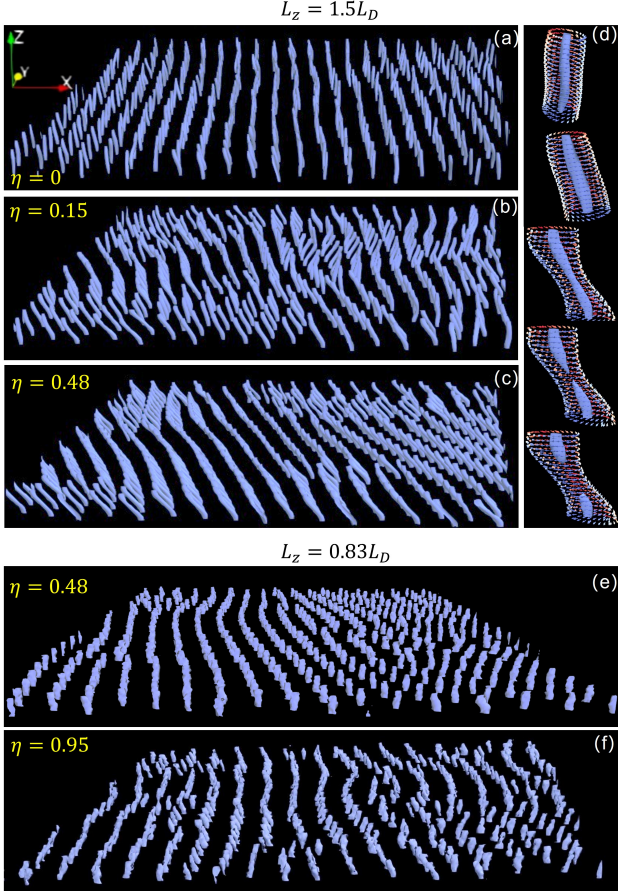 L_z = 1.5L_D
(a)
(d)
Z
Y
X
η = 0
η = 0.15
(b)
η = 0.48
(c)
L_z = 0.83L_D
η = 0.48
(e)
η = 0.95
(f)